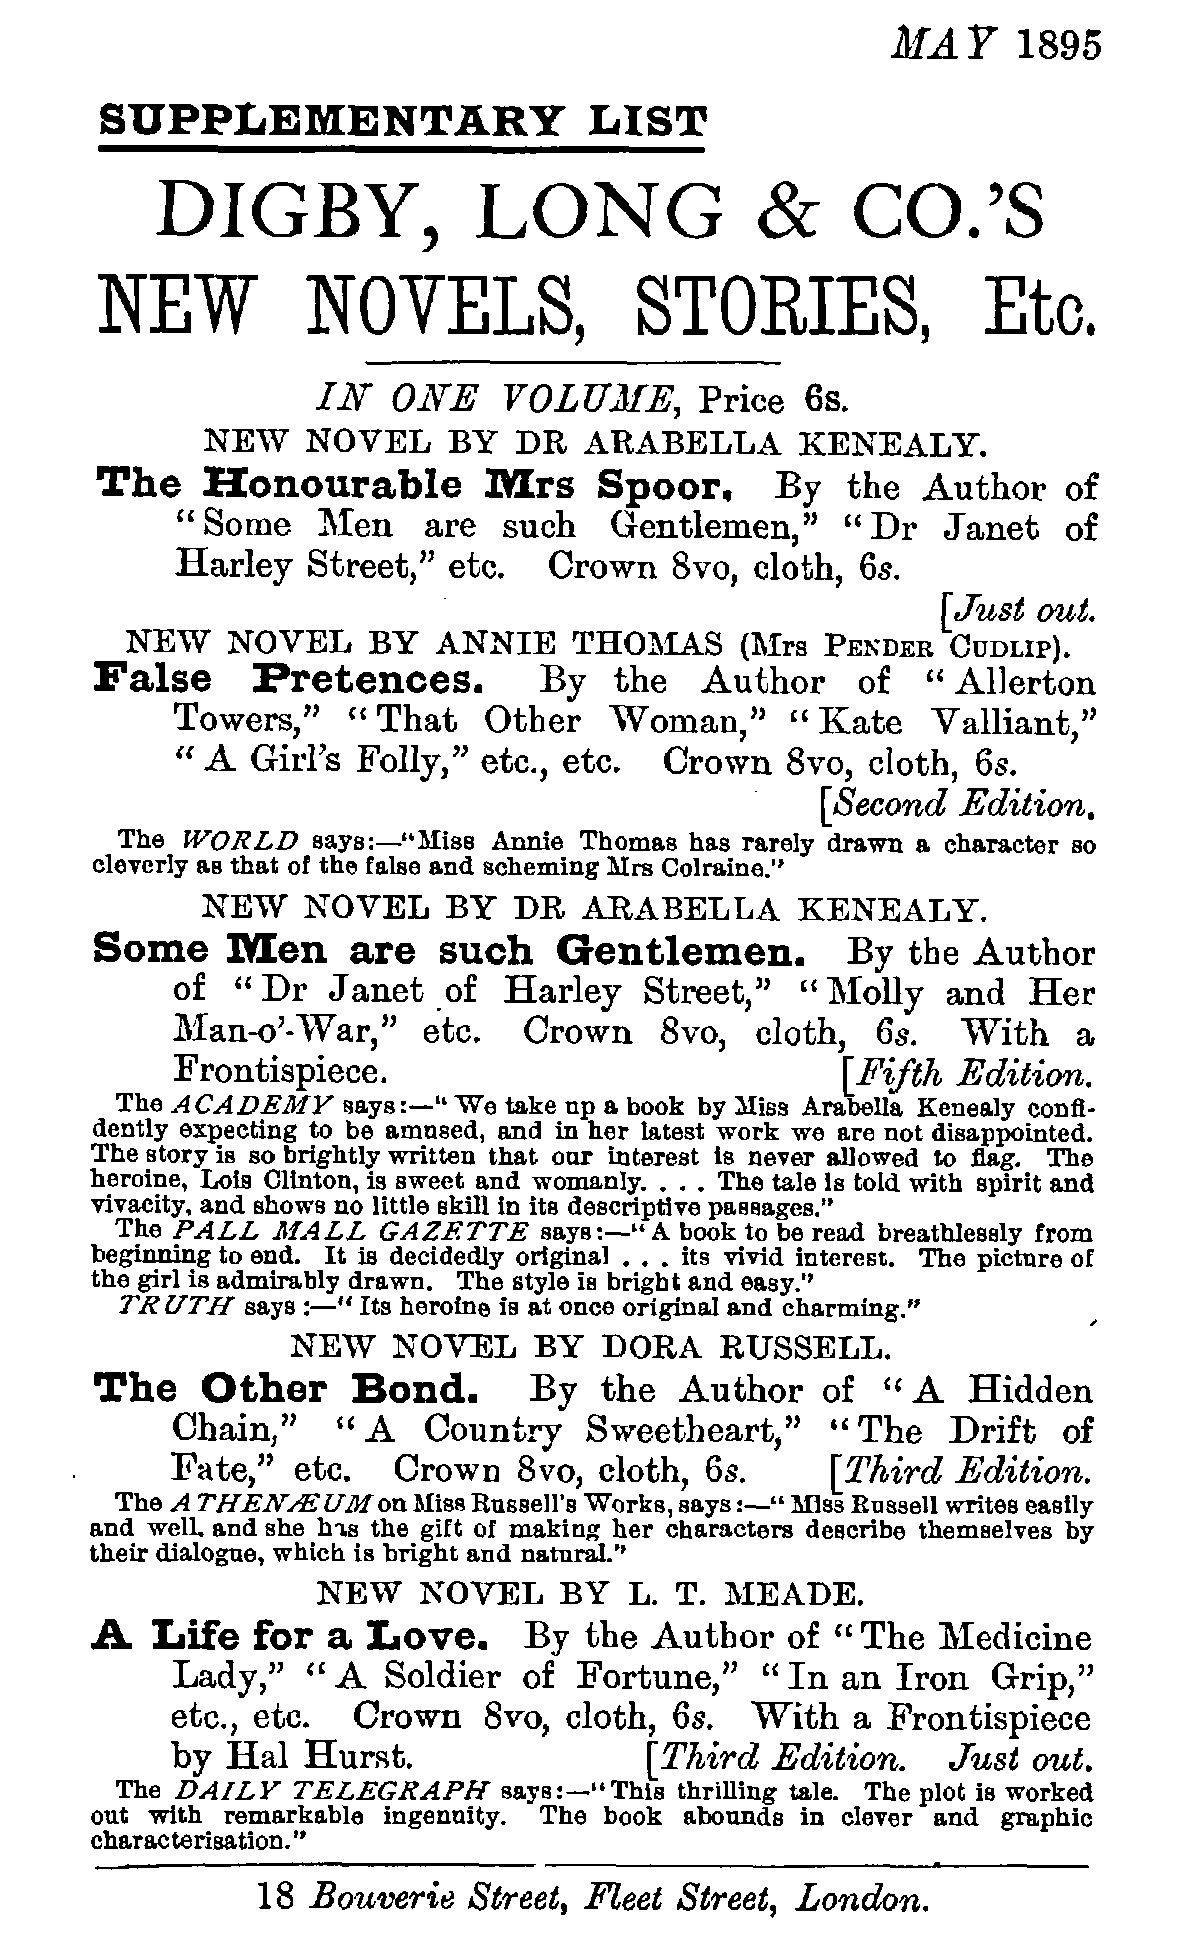 MAY 1895
SUPPLEMENTARY LIST
DIGBY, LONG & CO.'S
NEW NOVELS, STORIES, Etc.
IN ONE VOLUME, Price 6s.
NEW NOVEL BY DR ARABELLA KENEALY.
The Honourable Mrs Spoor. By the Author of
"Some Men are such Gentlemen," "Dr Janet of
Harley Street," etc. Crown 8vo, cloth, 6s.
[Just out.
NEW NOVEL BY ANNIE THOMAS (Mrs PENDER CUDLIP).
False Pretences. By the Author of "Allerton
Towers," "That Other Woman," "Kate Valliant,"
"A Girl's Folly," etc., etc. Crown 8vo, cloth, 6s.
[Second Edition.
The WORLD says:—"Miss Annie Thomas has rarely drawn a character so
cleverly as that of the false and scheming Mrs Colraine."
NEW NOVEL BY DR ARABELLA KENEALY.
Some Men are such Gentlemen. By the Author
of "Dr Janet of Harley Street," "Molly and Her
Man-o'-War," etc. Crown 8vo, cloth, 6s. With a
Frontispiece. [Fifth Edition.
The ACADEMY says:—"We take up a book by Miss Arabella Kenealy confi-
dently expecting to be amused, and in her latest work we are not disappointed.
The story is so brightly written that our interest is never allowed to flag. The
heroine, Lois Clinton, is sweet and womanly. . . . The tale is told with spirit and
vivacity, and shows no little skill in its descriptive passages."
The PALL MALL GAZETTE says:—"A book to be read breathlessly from
beginning to end. It is decidedly original . . . its vivid interest. The picture of
the girl is admirably drawn. The style is bright and easy."
TRUTH says:—"Its heroine is at once original and charming."
NEW NOVEL BY DORA RUSSELL.
The Other Bond. By the Author of "A Hidden
Chain," "A Country Sweetheart," "The Drift of
Fate," etc. Crown 8vo, cloth, 6s. [Third Edition.
The ATHENÆUM on Miss Russell's Works, says:—"Miss Russell writes easily
and well, and she has the gift of making her characters describe themselves by
their dialogue, which is bright and natural."
NEW NOVEL BY L. T. MEADE.
A Life for a Love. By the Author of "The Medicine
Lady," "A Soldier of Fortune," "In an Iron Grip,"
etc., etc. Crown 8vo, cloth, 6s. With a Frontispiece
by Hal Hurst. [Third Edition. Just out.
The DAILY TELEGRAPH says:—"This thrilling tale. The plot is worked
out with remarkable ingenuity. The book abounds in clever and graphic
characterisation."
18 Bouverie Street, Fleet Street, London.